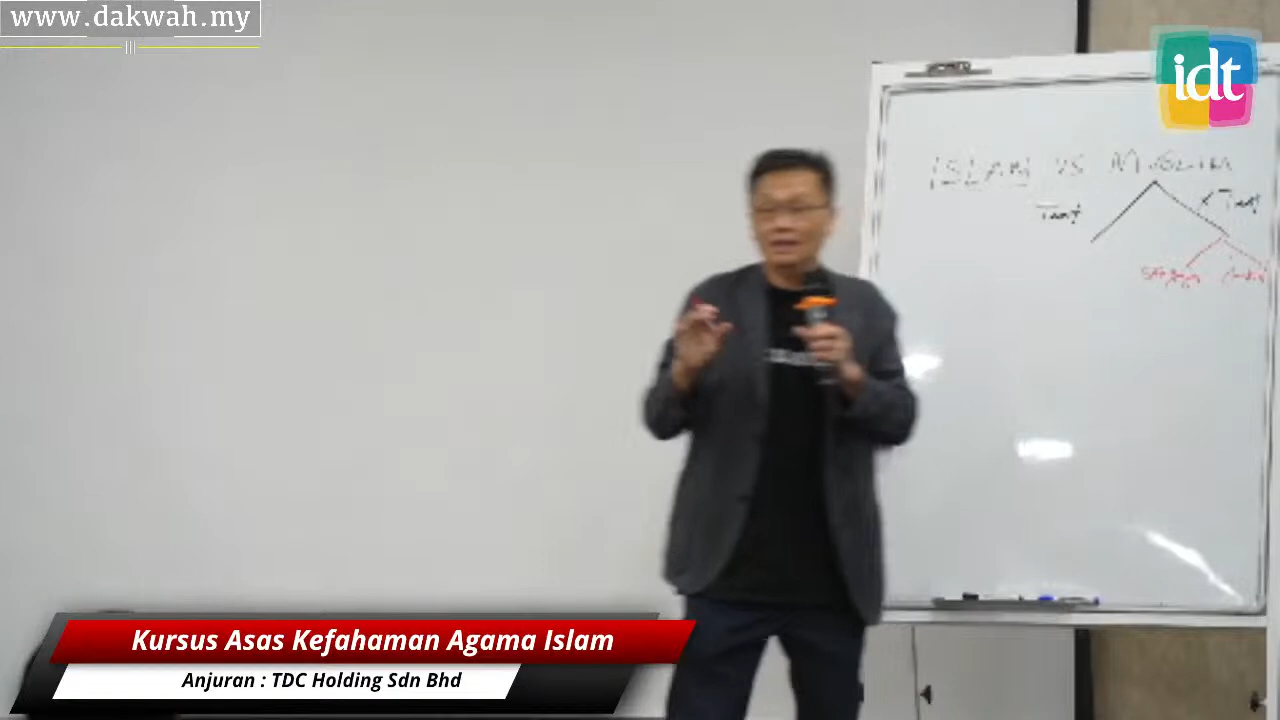 www.dakwah.my
idt
ISLAM VS MUSLIM
Taat
X Taat
Kursus Asas Kefahaman Agama Islam
Anjuran : TDC Holding Sdn Bhd